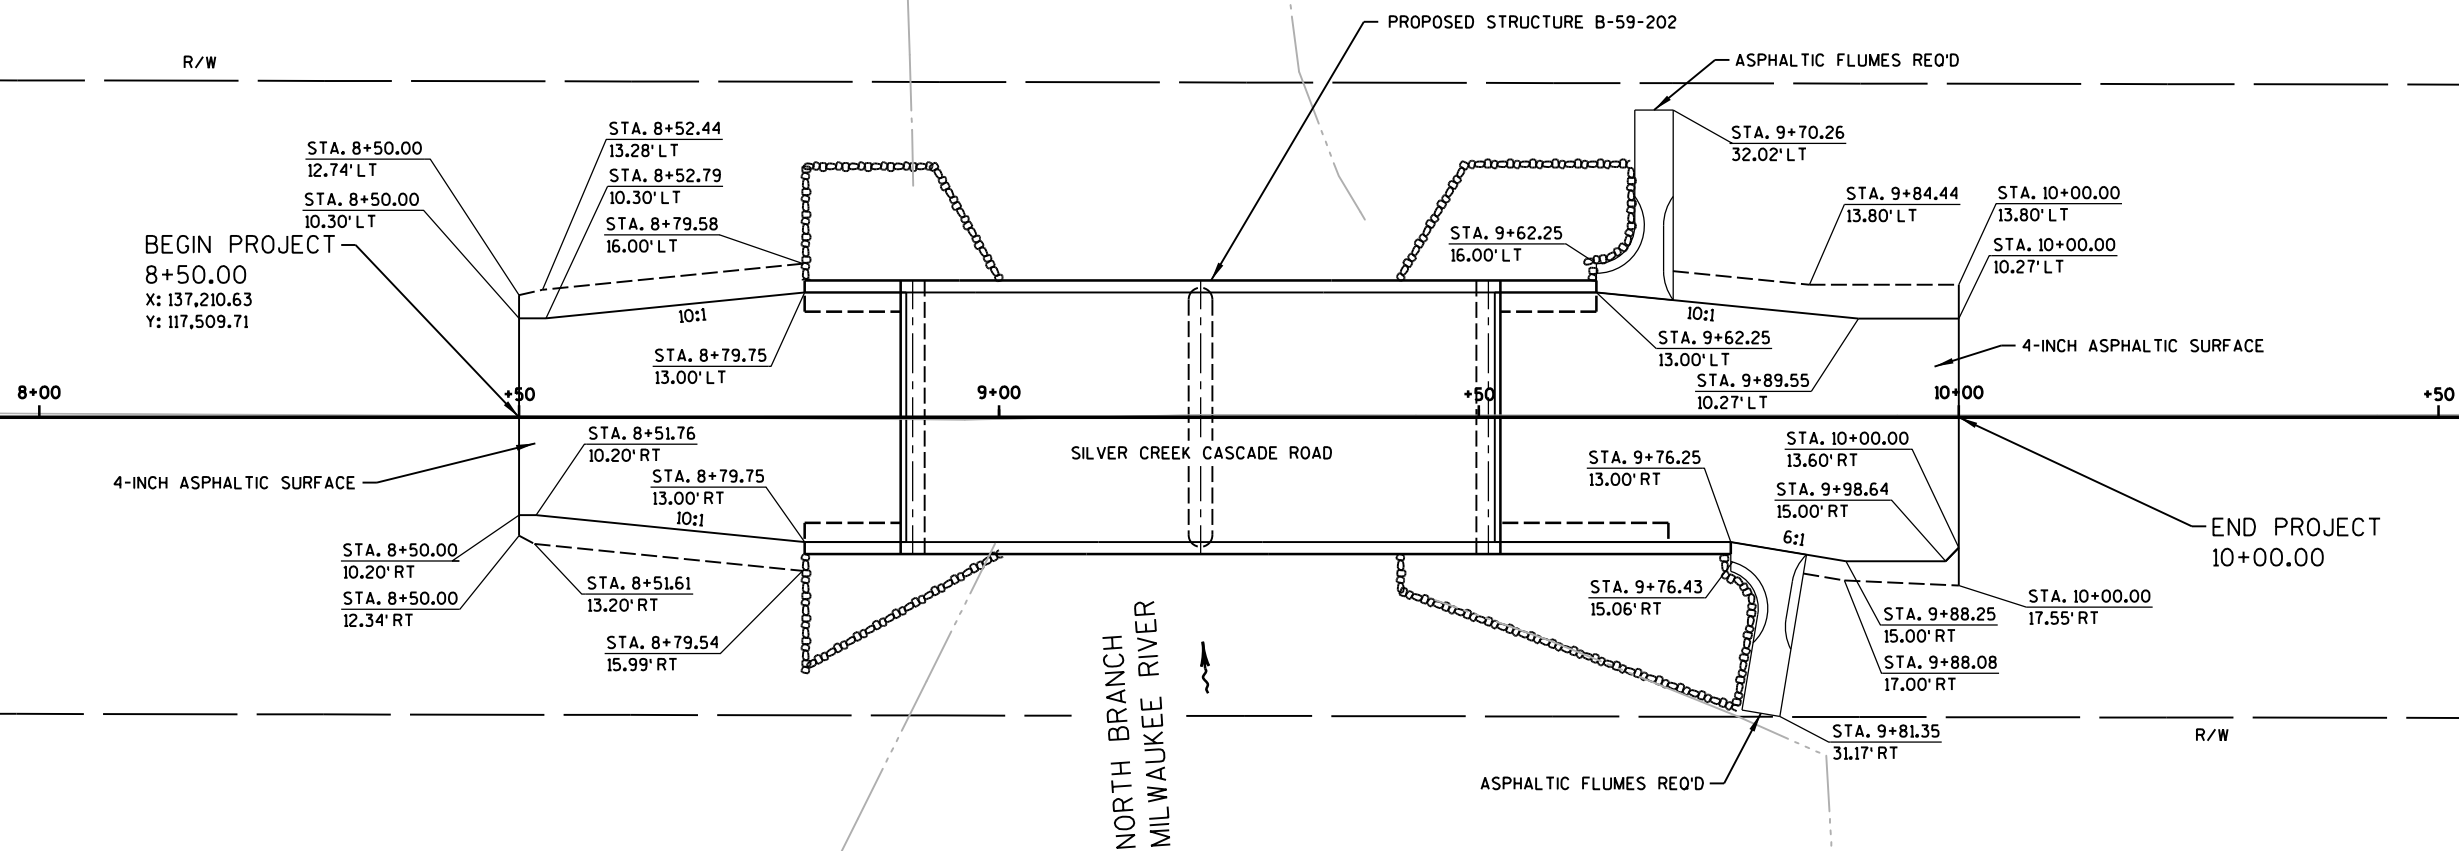 PROPOSED STRUCTURE B-59-202
R/W
ASPHALTIC FLUMES REQ'D
STA. 8+52.44
13.28' LT
STA. 8+50.00
12.74' LT
STA. 9+70.26
32.02' LT
STA. 8+52.79
10.30' LT
STA. 8+50.00
10.30' LT
STA. 9+84.44
13.80' LT
STA. 10+00.00
13.80' LT
STA. 8+79.58
16.00' LT
STA. 9+62.25
16.00' LT
STA. 10+00.00
10.27' LT
BEGIN PROJECT
8+50.00
X: 137,210.63
Y: 117,509.71
10:1
10:1
STA. 8+79.75
13.00' LT
STA. 9+62.25
13.00' LT
4-INCH ASPHALTIC SURFACE
STA. 9+89.55
10.27' LT
8+00
+50
9+00
+50
10+00
+50
STA. 8+51.76
10.20' RT
STA. 10+00.00
13.60' RT
SILVER CREEK CASCADE ROAD
STA. 9+76.25
13.00' RT
4-INCH ASPHALTIC SURFACE
STA. 8+79.75
13.00' RT
STA. 9+98.64
15.00' RT
10:1
6:1
END PROJECT
10+00.00
STA. 8+50.00
10.20' RT
STA. 8+51.61
13.20' RT
STA. 9+76.43
15.06' RT
STA. 8+50.00
12.34' RT
STA. 10+00.00
17.55' RT
STA. 9+88.25
15.00' RT
STA. 8+79.54
15.99' RT
STA. 9+88.08
17.00' RT
NORTH BRANCH
MILWAUKEE RIVER
STA. 9+81.35
31.17' RT
R/W
ASPHALTIC FLUMES REQ'D